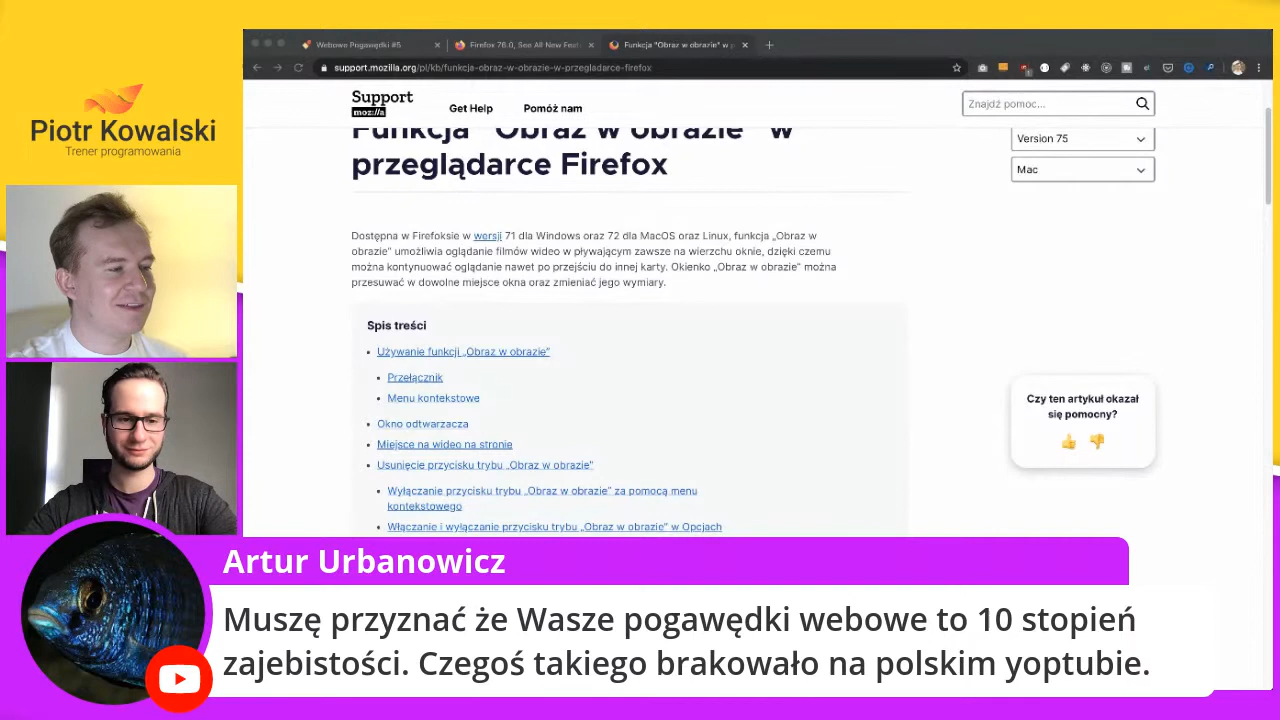 Piotr Kowalski
Trener programowania
Webowe Pogawędki #5
Firefox 76.0, See All New Feat
Funkcja "Obraz w obrazie" w p
support.mozilla.org/pl/kb/funkcja-obraz-w-obrazie-w-przegladarce-firefox
Support
moz://a
Get Help
Pomóż nam
Znajdź pomoc...
Funkcja "Obraz w obrazie" w
przeglądarce Firefox
Version 75
Mac
Dostępna w Firefoksie w wersji 71 dla Windows oraz 72 dla MacOS oraz Linux, funkcja „Obraz w
obrazie" umożliwia oglądanie filmów wideo w pływającym zawsze na wierzchu oknie, dzięki czemu
można kontynuować oglądanie nawet po przejściu do innej karty. Okienko „Obraz w obrazie" można
przesuwać w dowolne miejsce okna oraz zmieniać jego wymiary.
Spis treści
Używanie funkcji „Obraz w obrazie"
Przełącznik
Menu kontekstowe
Okno odtwarzacza
Miejsce na wideo na stronie
Usunięcie przycisku trybu „Obraz w obrazie"
Wyłączanie przycisku trybu „Obraz w obrazie" za pomocą menu
kontekstowego
Włączanie i wyłączanie przycisku trybu „Obraz w obrazie" w Opcjach
Czy ten artykuł okazał
się pomocny?
Artur Urbanowicz
Muszę przyznać że Wasze pogawędki webowe to 10 stopień
zajebistości. Czegoś takiego brakowało na polskim yoptubie.